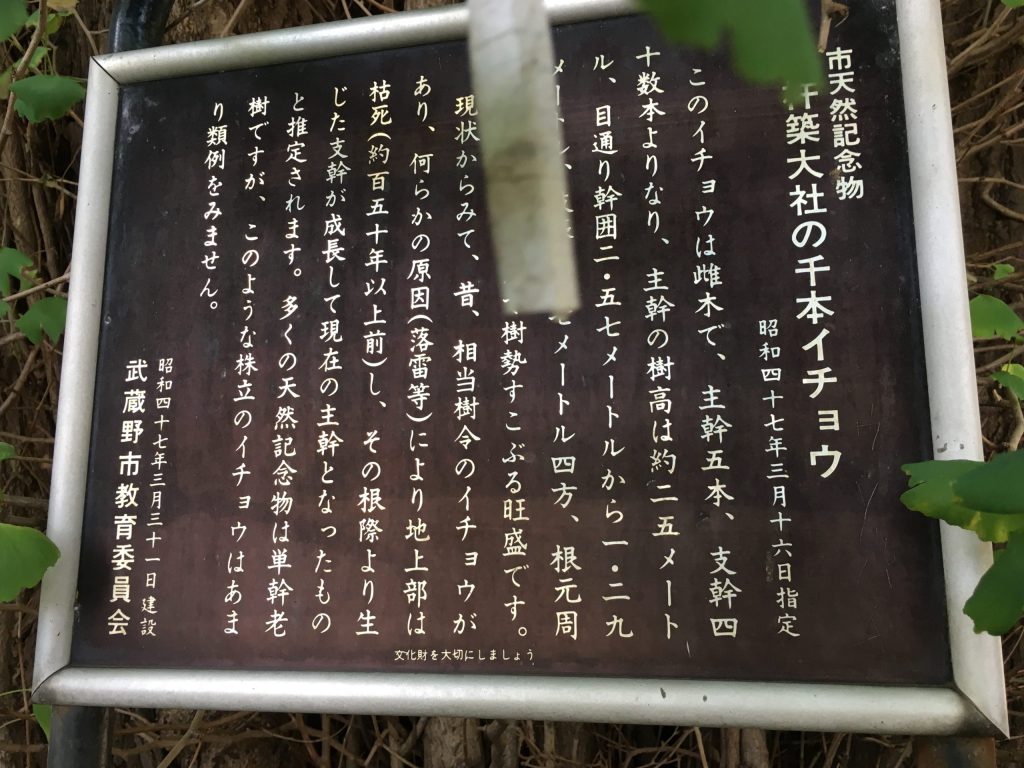 市天然記念物
杵築大社の千本イチョウ
昭和四十七年三月十六日指定
このイチョウは雌木で、主幹五本、支幹四
十数本よりなり、主幹の樹高は約二五メート
ル、目通り幹囲二・五七メートルから一・二九
メートル、メートル四方、根元周
樹勢すこぶる旺盛です。
現状からみて、昔、相当樹令のイチョウが
あり、何らかの原因(落雷等)により地上部は
枯死(約百五十年以上前)し、その根際より生
じた支幹が成長して現在の主幹となったもの
と推定されます。多くの天然記念物は単幹老
樹ですが、このような株立のイチョウはあま
り類例をみません。
昭和四十七年三月三十一日建設
武蔵野市教育委員会
文化財を大切にしましょう